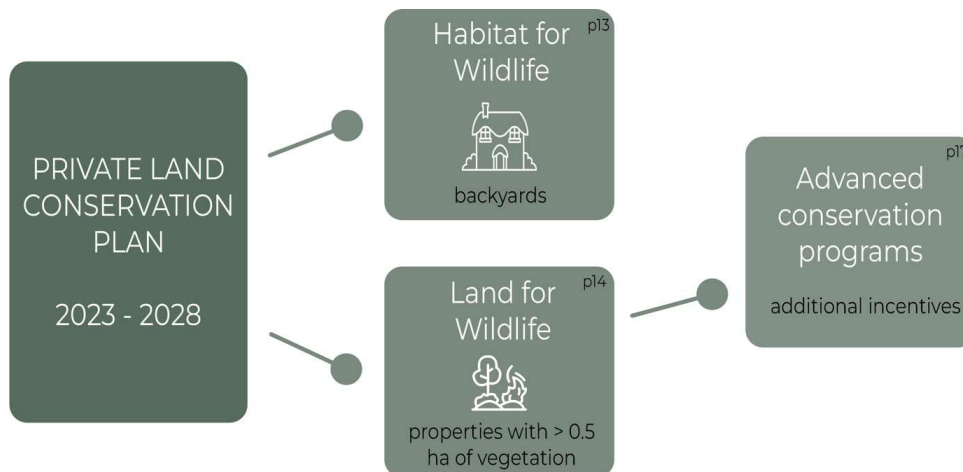 PRIVATE LAND
CONSERVATION
PLAN
2023 - 2028
p13
Habitat for
Wildlife
backyards
p14
Land for
Wildlife
properties with > 0.5
ha of vegetation
Advanced
conservation
programs
additional incentives